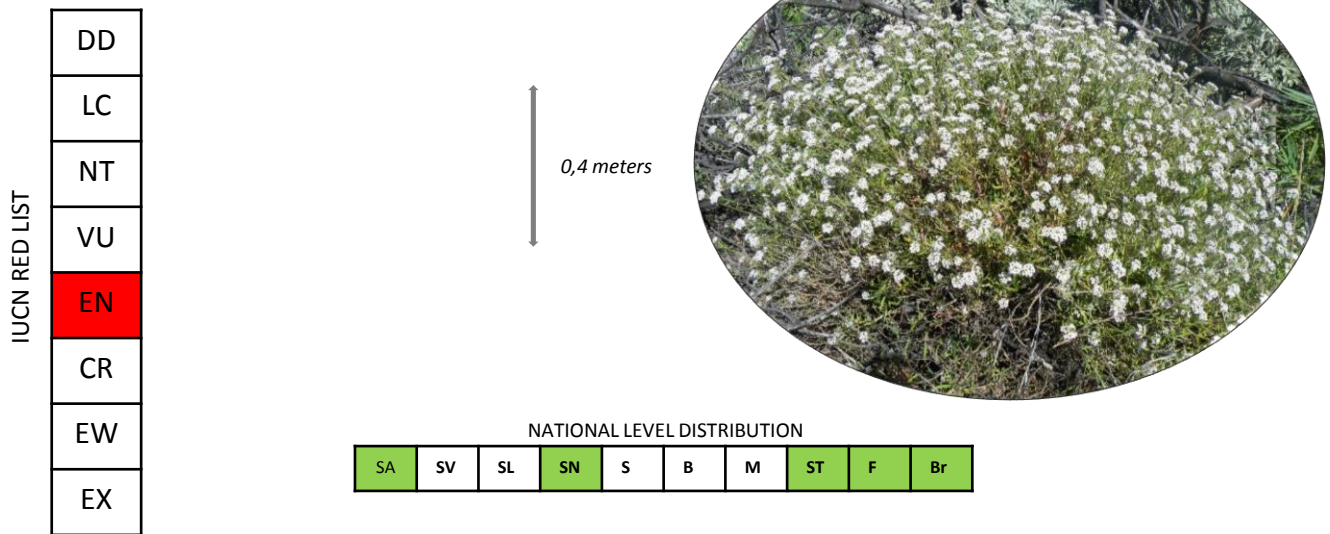 IUCN RED LIST
DD
LC
NT
VU
EN
CR
EW
EX
0,4 meters
NATIONAL LEVEL DISTRIBUTION
SA SV SL SN S B M ST F Br